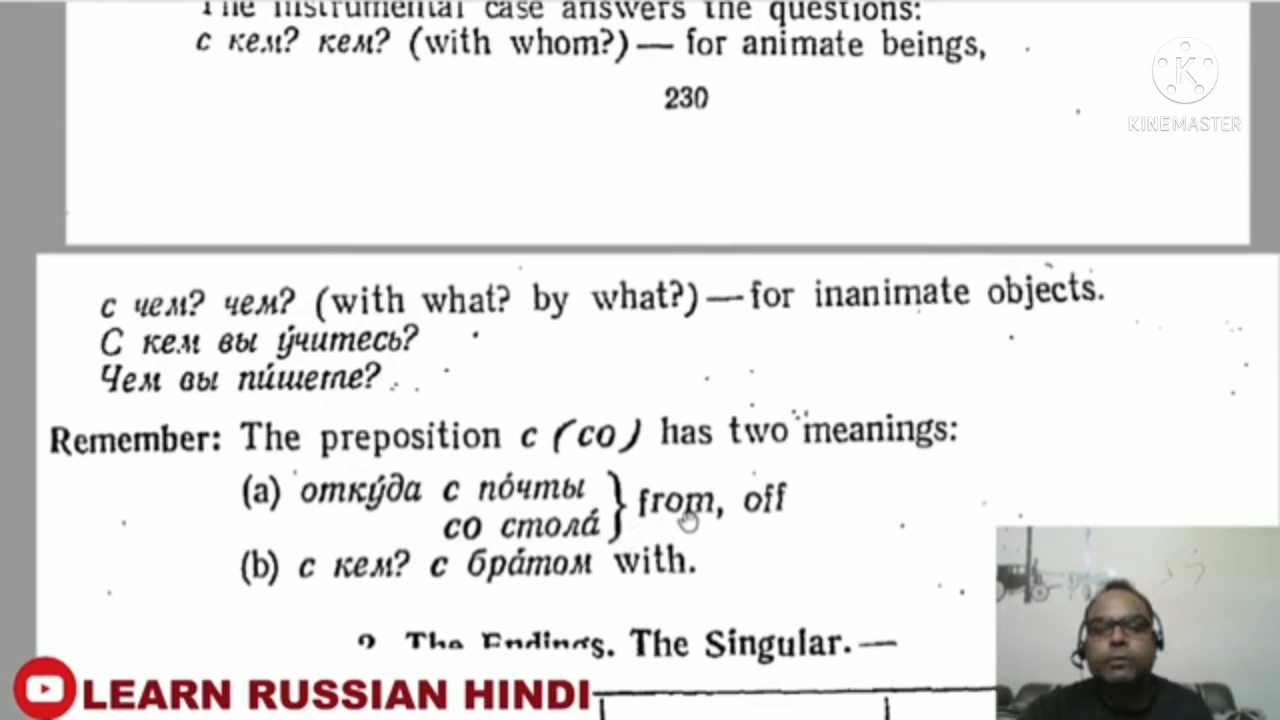 The instrumental case answers the questions:
с кем? кем? (with whom?) — for animate beings,
230
KINEMASTER
с чем? чем? (with what? by what?) — for inanimate objects.
С кем вы у́читесь?
Чем вы пи́шете?
Remember: The preposition с (со) has two meanings:
(a) отку́да с по́чты } from, off
со стола́
(b) с кем? с бра́том with.
The Endings. The Singular. —
LEARN RUSSIAN HINDI